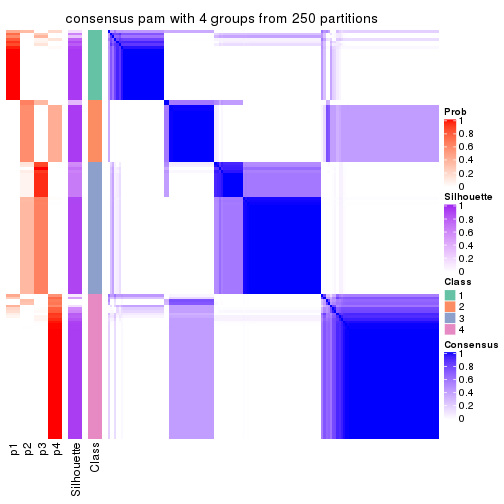 consensus pam with 4 groups from 250 partitions
Prob
1
0.8
0.6
0.4
0.2
0
Silhouette
1
0.8
0.6
0.4
0.2
0
Class
1
2
3
4
Consensus
1
0.8
0.6
0.4
0.2
0
p1
p2
p3
p4
Silhouette
Class